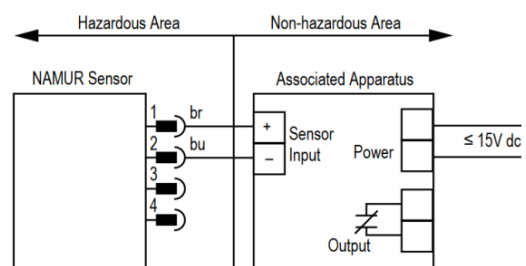 Hazardous Area
Non-hazardous Area
NAMUR Sensor
Associated Apparatus
1
br
+
Sensor
Input
2
bu
–
Power
≤ 15V dc
3
4
Output